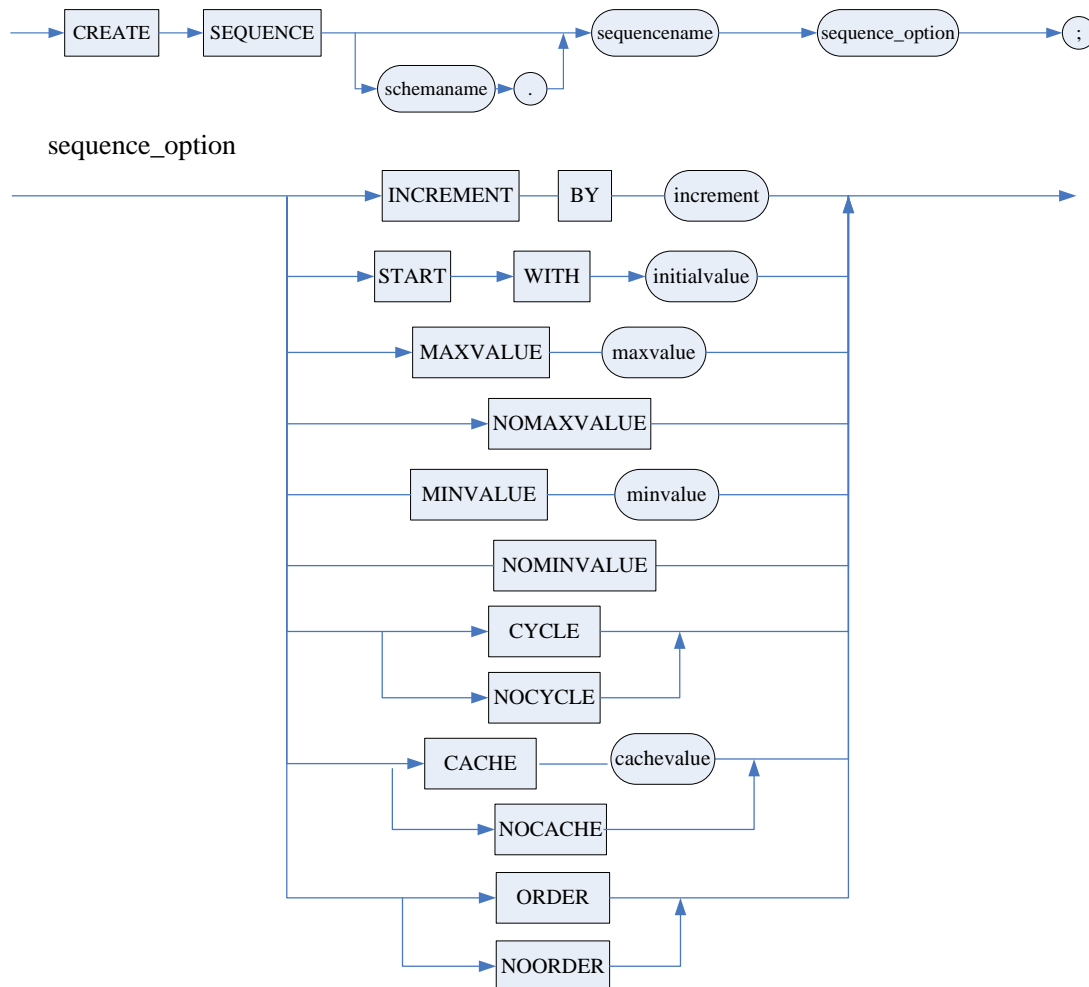 CREATE SEQUENCE sequencename sequence_option ;
schemaname .
sequence_option
INCREMENT BY increment
START WITH initialvalue
MAXVALUE maxvalue
NOMAXVALUE
MINVALUE minvalue
NOMINVALUE
CYCLE
NOCYCLE
CACHE cachevalue
NOCACHE
ORDER
NOORDER